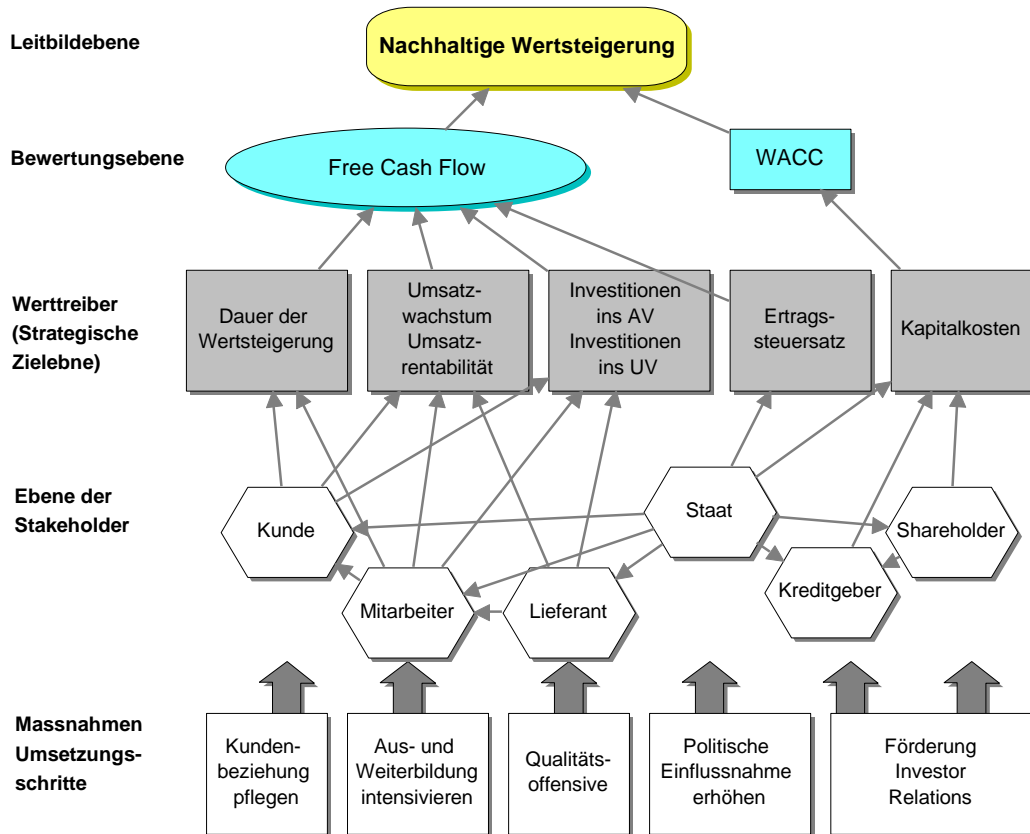 Leitbildebene
Nachhaltige Wertsteigerung
Bewertungsebene
Free Cash Flow
WACC
Werttreiber
(Strategische
Zielebne)
Dauer der
Wertsteigerung
Umsatz-
wachstum
Umsatz-
rentabilität
Investitionen
ins AV
Investitionen
ins UV
Ertrags-
steuersatz
Kapitalkosten
Ebene der
Stakeholder
Kunde
Staat
Shareholder
Mitarbeiter
Lieferant
Kreditgeber
Massnahmen
Umsetzungs-
schritte
Kunden-
beziehung
pflegen
Aus- und
Weiterbildung
intensivieren
Qualitäts-
offensive
Politische
Einflussnahme
erhöhen
Förderung
Investor
Relations